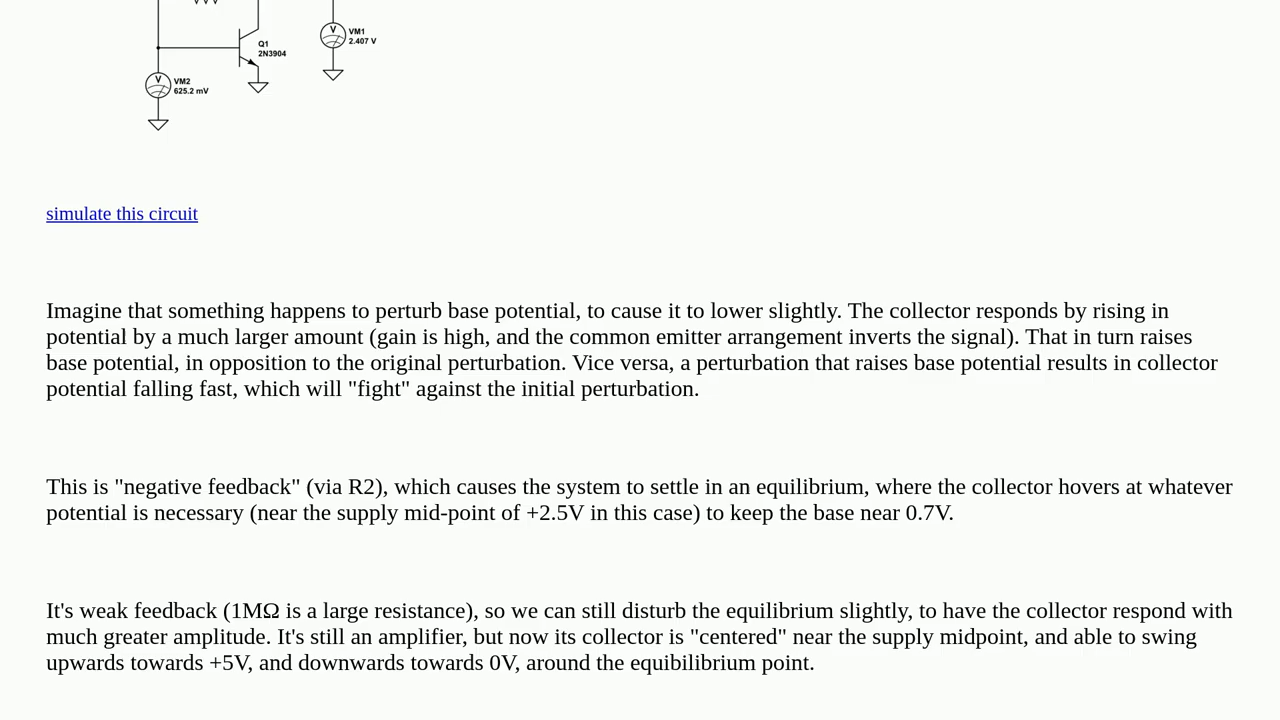 V
VM1
2.407 V
Q1
2N3904
V
VM2
625.2 mV
simulate this circuit
Imagine that something happens to perturb base potential, to cause it to lower slightly. The collector responds by rising in
potential by a much larger amount (gain is high, and the common emitter arrangement inverts the signal). That in turn raises
base potential, in opposition to the original perturbation. Vice versa, a perturbation that raises base potential results in collector
potential falling fast, which will "fight" against the initial perturbation.
This is "negative feedback" (via R2), which causes the system to settle in an equilibrium, where the collector hovers at whatever
potential is necessary (near the supply mid-point of +2.5V in this case) to keep the base near 0.7V.
It's weak feedback (1MΩ is a large resistance), so we can still disturb the equilibrium slightly, to have the collector respond with
much greater amplitude. It's still an amplifier, but now its collector is "centered" near the supply midpoint, and able to swing
upwards towards +5V, and downwards towards 0V, around the equibilibrium point.